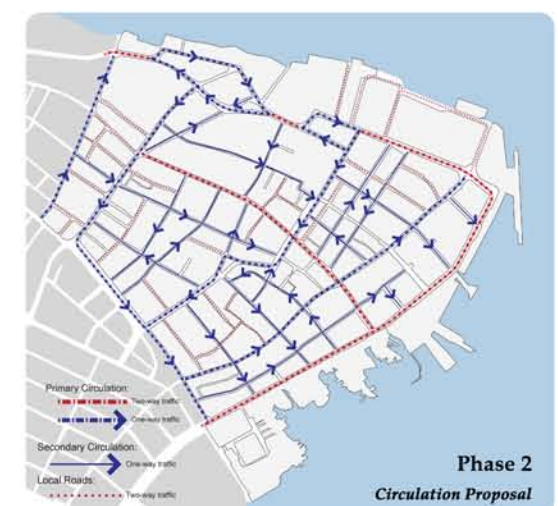 Primary Circulation:
Two-way traffic
One-way traffic
Secondary Circulation:
One-way traffic
Local Roads:
Two-way traffic
Phase 2
Circulation Proposal